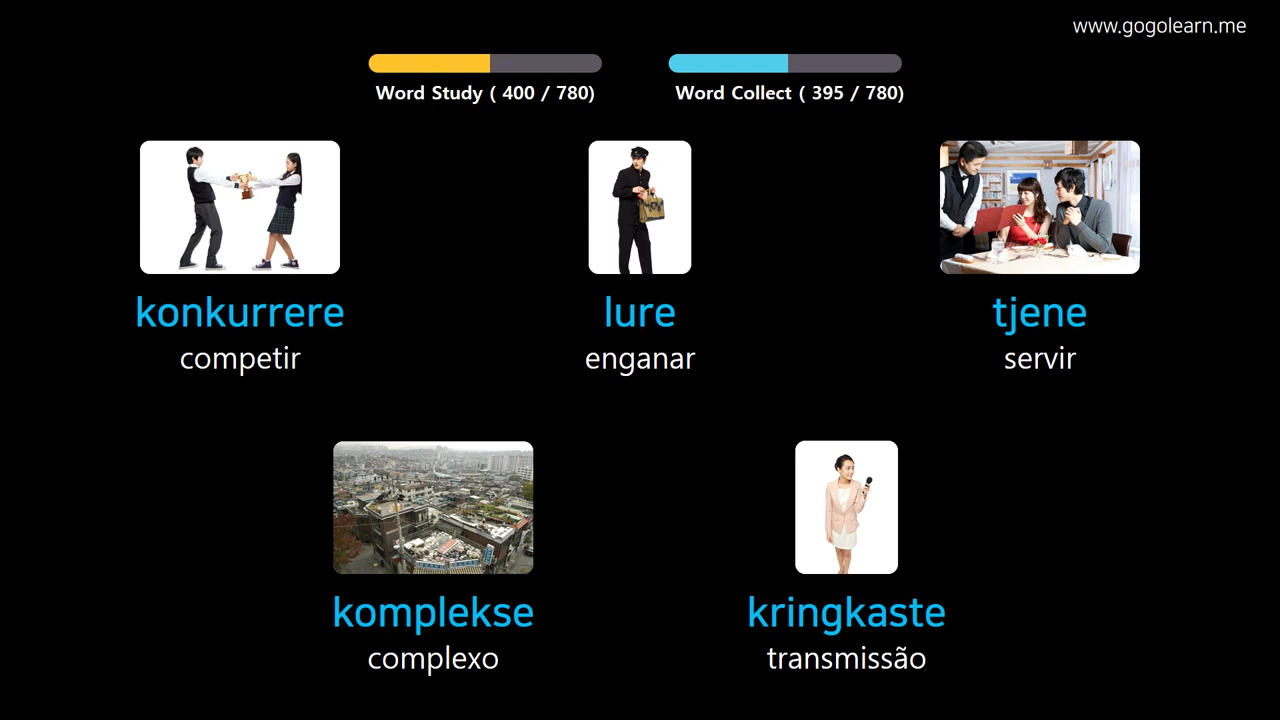 www.gogolearn.me
Word Study ( 400 / 780)
Word Collect ( 395 / 780)
konkurrere
competir
lure
enganar
tjene
servir
komplekse
complexo
kringkaste
transmissão